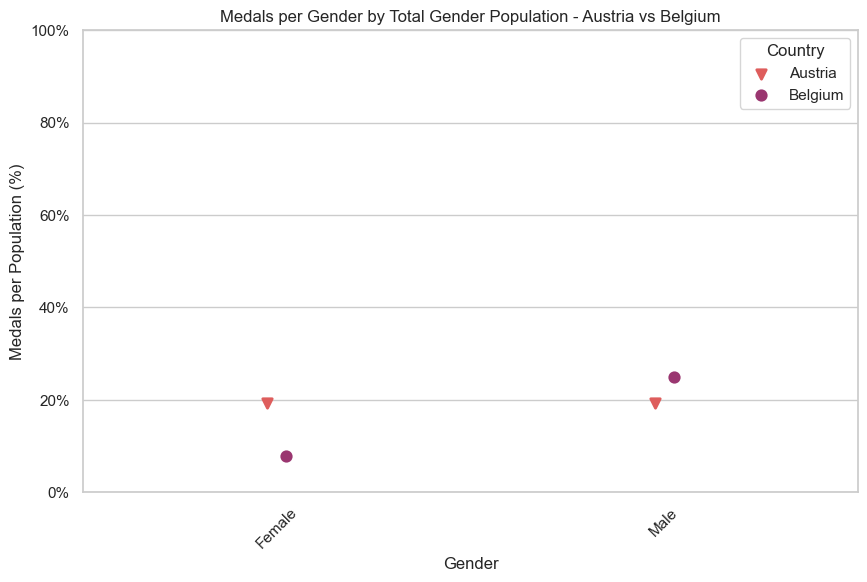 Medals per Gender by Total Gender Population - Austria vs Belgium
Medals per Population (%)
100%
80%
60%
40%
20%
0%
Country
Austria
Belgium
Female
Male
Gender